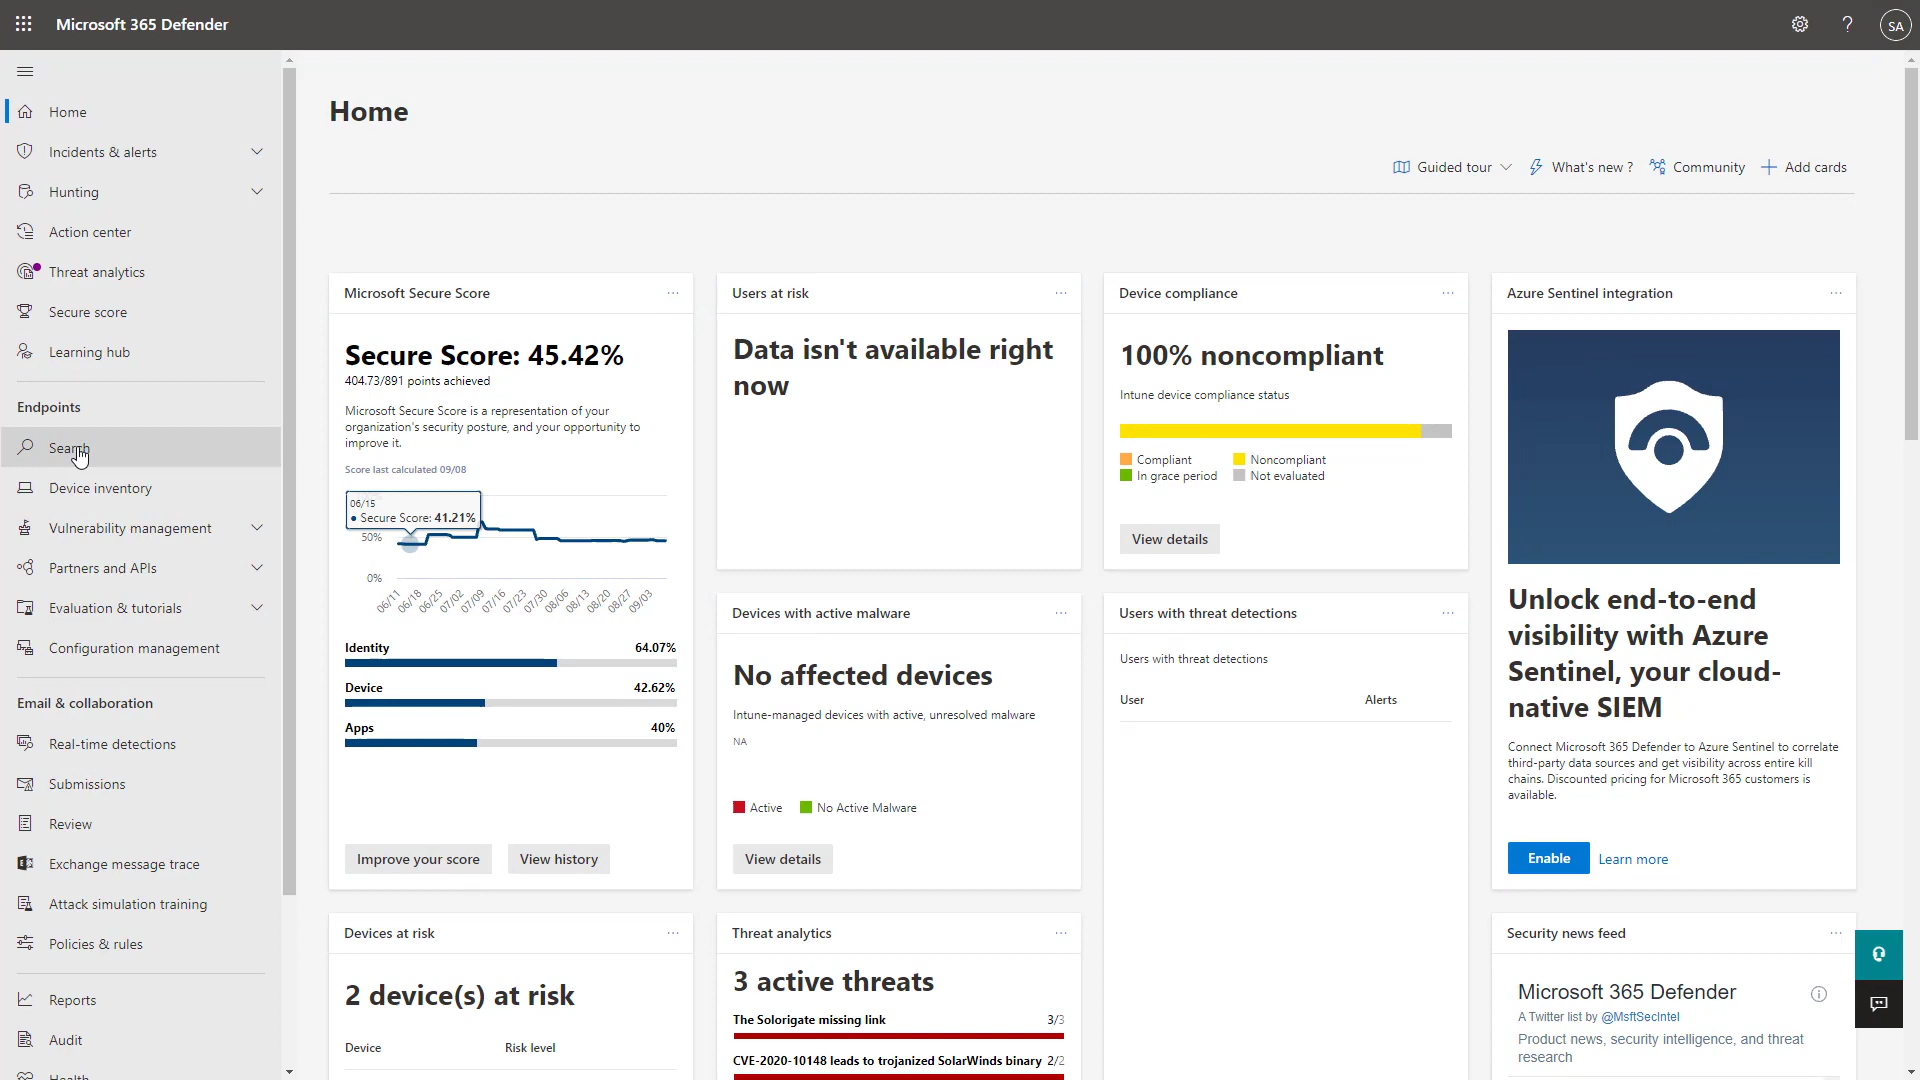 Microsoft 365 Defender
?
SA
Home
Incidents & alerts
Hunting
Action center
Threat analytics
Secure score
Learning hub
Endpoints
Search
Device inventory
Vulnerability management
Partners and APIs
Evaluation & tutorials
Configuration management
Email & collaboration
Real-time detections
Submissions
Review
Exchange message trace
Attack simulation training
Policies & rules
Reports
Audit
Health
Home
Guided tour
What's new ?
Community
Add cards
Microsoft Secure Score
Secure Score: 45.42%
404.73/891 points achieved
Microsoft Secure Score is a representation of your
organization's security posture, and your opportunity to
improve it.
Score last calculated 09/08
06/15
Secure Score: 41.21%
50%
0%
06/11
06/18
06/25
07/02
07/09
07/16
07/23
07/30
08/06
08/13
08/20
08/27
09/03
Identity 64.07%
Device 42.62%
Apps 40%
Improve your score
View history
Users at risk
Data isn't available right
now
Device compliance
100% noncompliant
Intune device compliance status
Compliant
Noncompliant
In grace period
Not evaluated
View details
Azure Sentinel integration
Unlock end-to-end
visibility with Azure
Sentinel, your cloud-
native SIEM
Connect Microsoft 365 Defender to Azure Sentinel to correlate
third-party data sources and get visibility across entire kill
chains. Discounted pricing for Microsoft 365 customers is
available.
Enable
Learn more
Devices with active malware
No affected devices
Intune-managed devices with active, unresolved malware
NA
Active
No Active Malware
View details
Users with threat detections
Users with threat detections
User Alerts
Devices at risk
2 device(s) at risk
Device Risk level
Threat analytics
3 active threats
The Solorigate missing link 3/3
CVE-2020-10148 leads to trojanized SolarWinds binary 2/2
Security news feed
Microsoft 365 Defender
A Twitter list by @MsftSecIntel
Product news, security intelligence, and threat
research